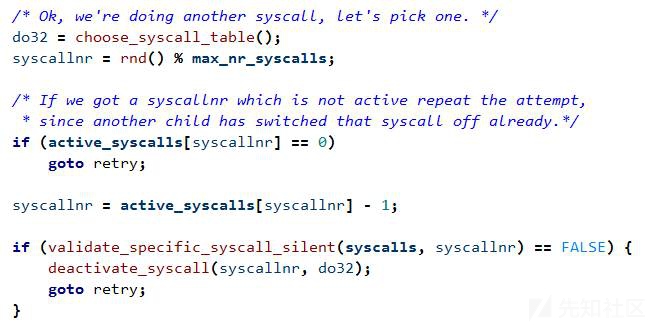 /* Ok, we're doing another syscall, let's pick one. */
do32 = choose_syscall_table();
syscallnr = rnd() % max_nr_syscalls;
/* If we got a syscallnr which is not active repeat the attempt,
 * since another child has switched that syscall off already.*/
if (active_syscalls[syscallnr] == 0)
    goto retry;
syscallnr = active_syscalls[syscallnr] - 1;
if (validate_specific_syscall_silent(syscalls, syscallnr) == FALSE) {
    deactivate_syscall(syscallnr, do32);
    goto retry;
}
先知社区